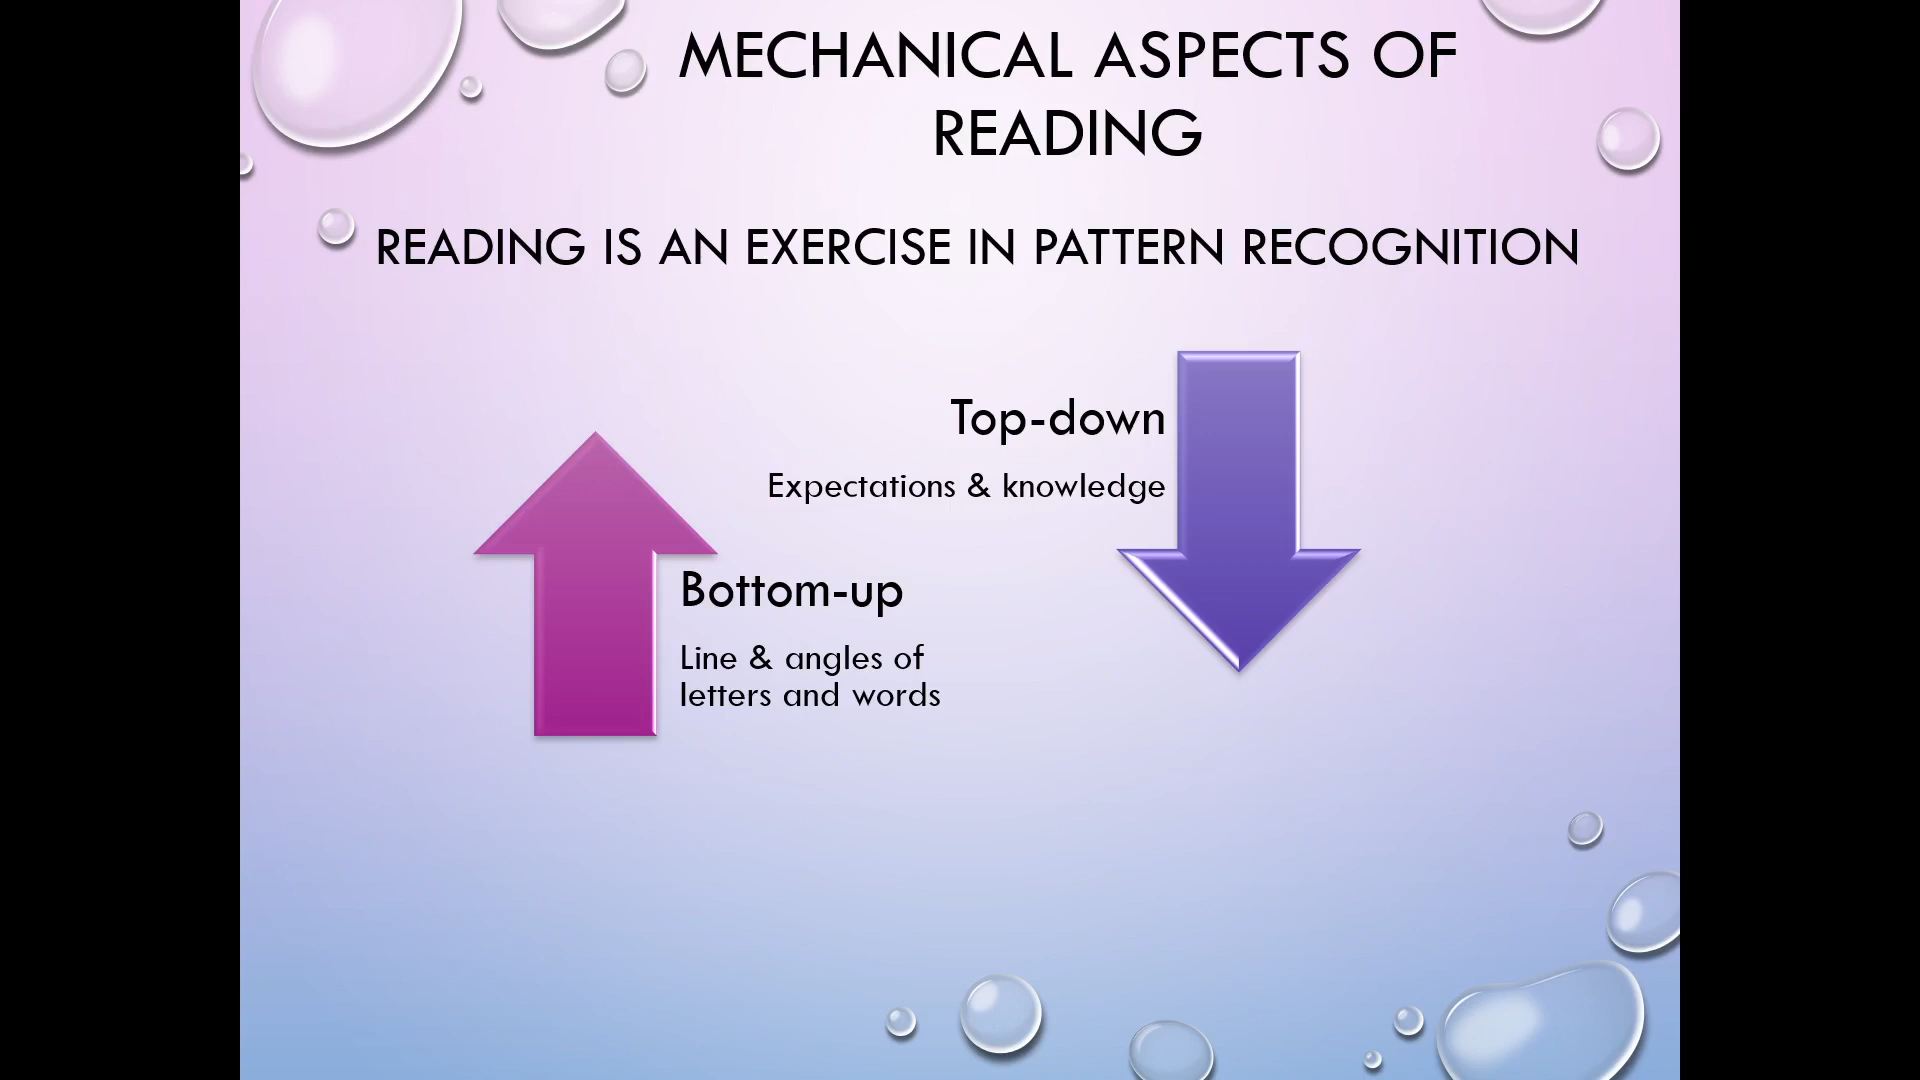 MECHANICAL ASPECTS OF
READING
READING IS AN EXERCISE IN PATTERN RECOGNITION
Top-down
Expectations & knowledge
Bottom-up
Line & angles of
letters and words